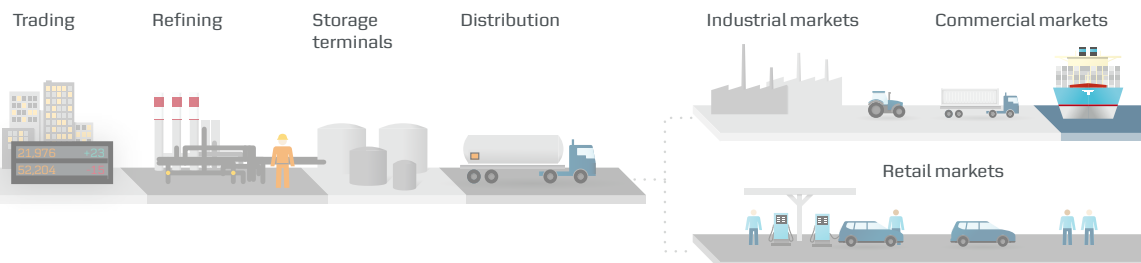 Trading
Refining
Storage
terminals
Distribution
Industrial markets
Commercial markets
21,976 +23
52,204
Retail markets